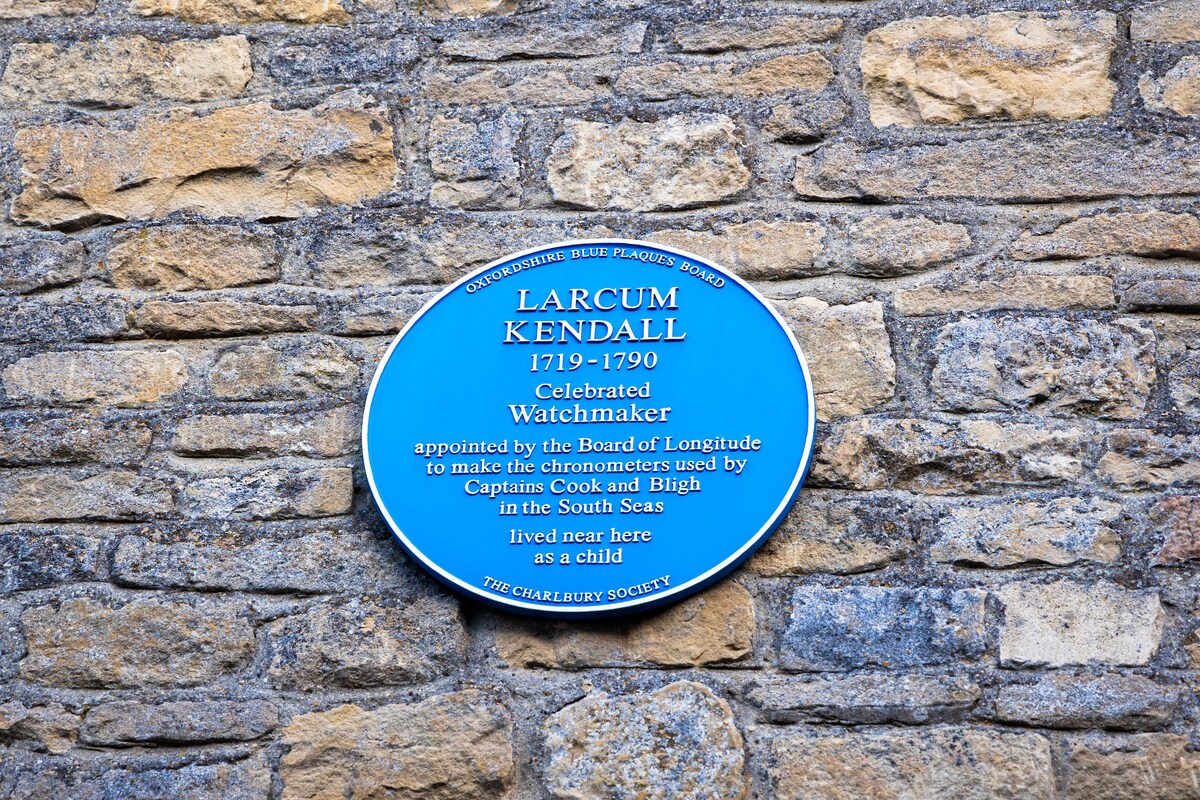 OXFORDSHIRE BLUE PLAQUES BOARD
LARCUM
KENDALL
1719-1790
Celebrated
Watchmaker
appointed by the Board of Longitude
to make the chronometers used by
Captains Cook and Bligh
in the South Seas
lived near here
as a child
THE CHARLBURY SOCIETY